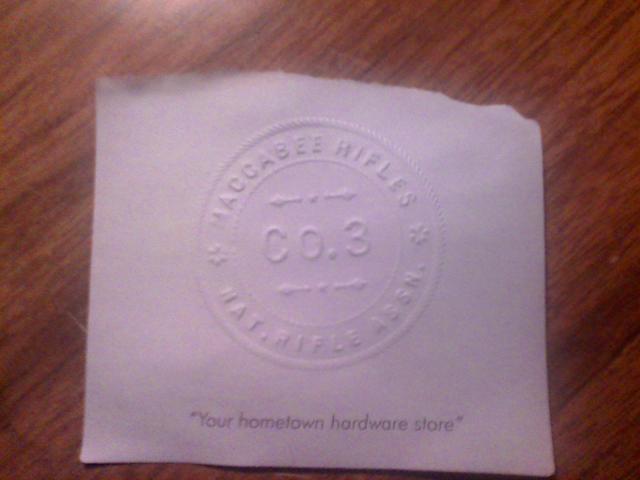 MACCABEE RIFLES
CO.3
NAT. RIFLE ASSN.
"Your hometown hardware store"